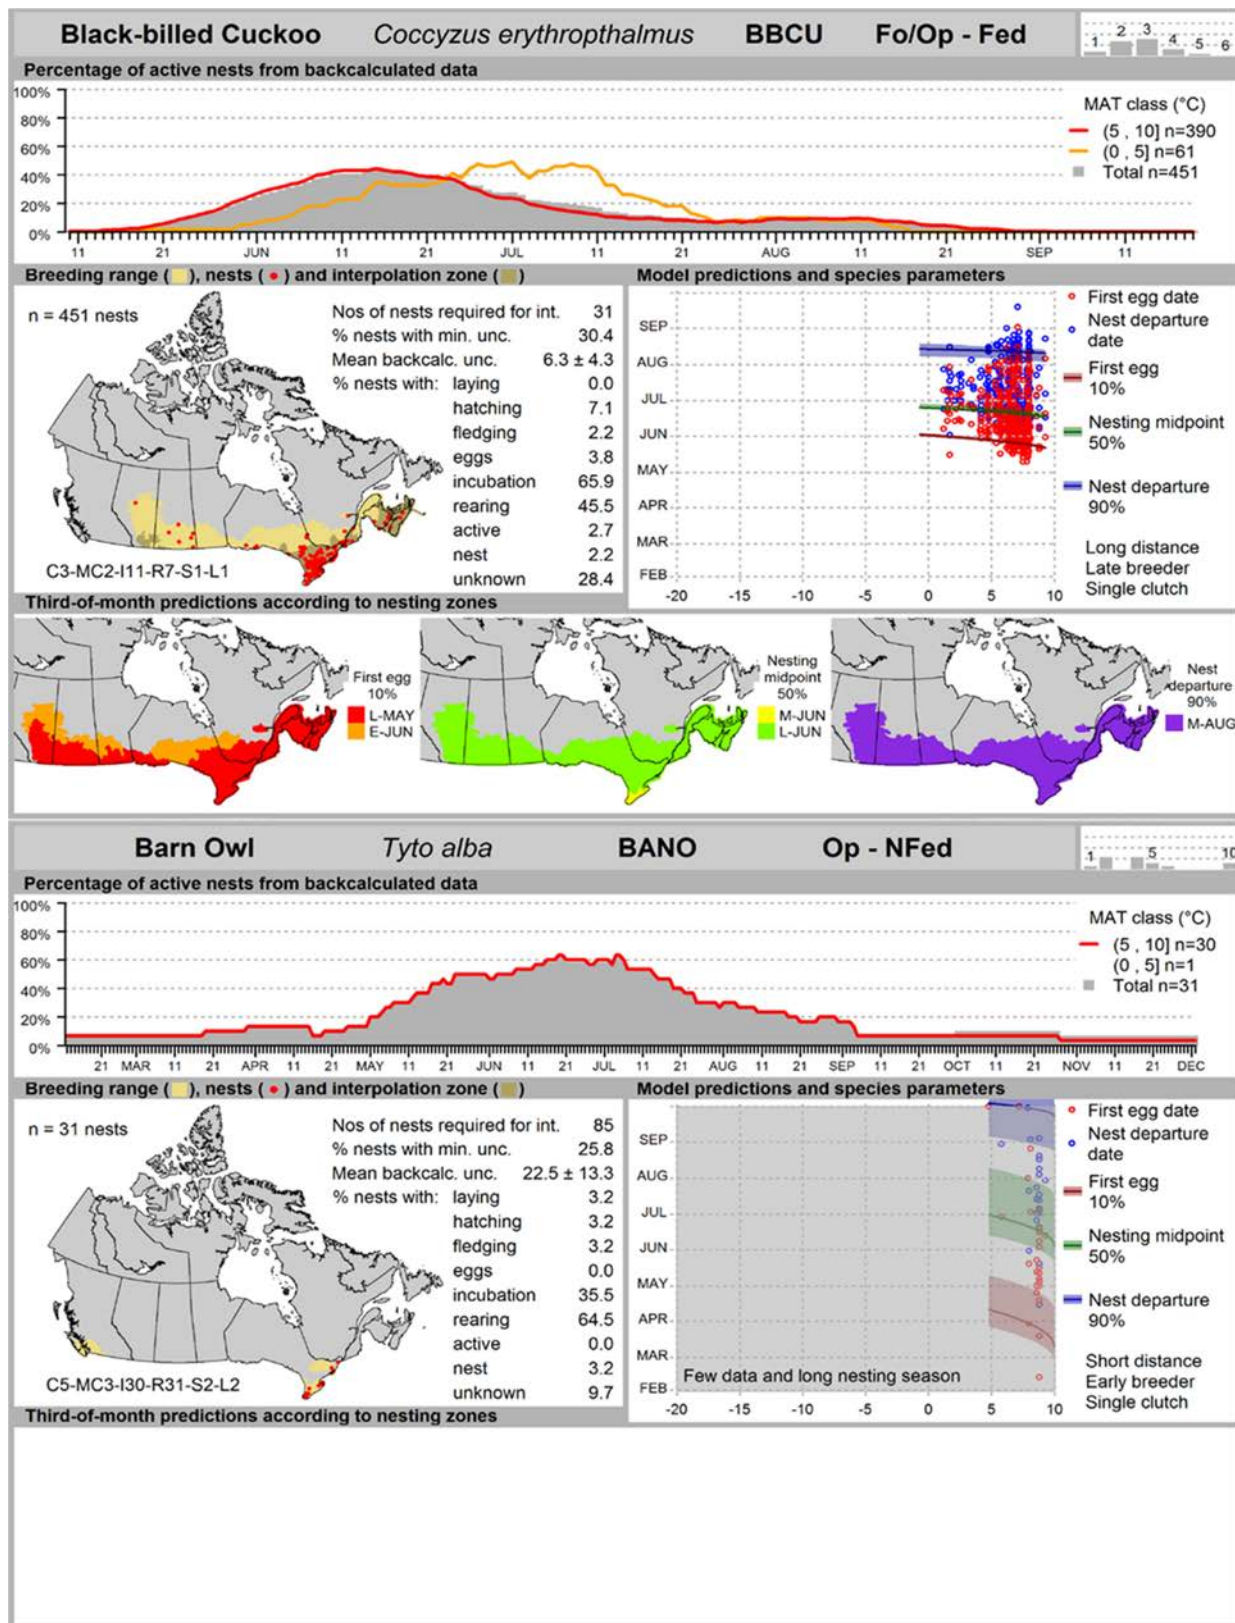 Black-billed Cuckoo Coccyzus erythropthalmus BBCU Fo/Op - Fed
1 2 3 4 5 6
Percentage of active nests from backcalculated data
100%
80%
60%
40%
20%
0%
MAT class (°C)
(5 , 10] n=390
(0 , 5] n=61
Total n=451
11 21 JUN 11 21 JUL 11 21 AUG 11 21 SEP 11
Breeding range ( ), nests ( • ) and interpolation zone ( )
n = 451 nests
Nos of nests required for int. 31
% nests with min. unc. 30.4
Mean backcalc. unc. 6.3 ± 4.3
% nests with: laying 0.0
hatching 7.1
fledging 2.2
eggs 3.8
incubation 65.9
rearing 45.5
active 2.7
nest 2.2
unknown 28.4
C3-MC2-I11-R7-S1-L1
Model predictions and species parameters
SEP
AUG
JUL
JUN
MAY
APR
MAR
FEB
-20 -15 -10 -5 0 5 10
First egg date
Nest departure
date
First egg
10%
Nesting midpoint
50%
Nest departure
90%
Long distance
Late breeder
Single clutch
Third-of-month predictions according to nesting zones
First egg
10%
L-MAY
E-JUN
Nesting
midpoint
50%
M-JUN
L-JUN
Nest
departure
90%
M-AUG
Barn Owl Tyto alba BANO Op - NFed
1 5 10
Percentage of active nests from backcalculated data
100%
80%
60%
40%
20%
0%
MAT class (°C)
(5 , 10] n=30
(0 , 5] n=1
Total n=31
21 MAR 11 21 APR 11 21 MAY 11 21 JUN 11 21 JUL 11 21 AUG 11 21 SEP 11 21 OCT 11 21 NOV 11 21 DEC
Breeding range ( ), nests ( • ) and interpolation zone ( )
n = 31 nests
Nos of nests required for int. 85
% nests with min. unc. 25.8
Mean backcalc. unc. 22.5 ± 13.3
% nests with: laying 3.2
hatching 3.2
fledging 3.2
eggs 0.0
incubation 35.5
rearing 64.5
active 0.0
nest 3.2
unknown 9.7
C5-MC3-I30-R31-S2-L2
Model predictions and species parameters
SEP
AUG
JUL
JUN
MAY
APR
MAR
FEB
Few data and long nesting season
-20 -15 -10 -5 0 5 10
First egg date
Nest departure
date
First egg
10%
Nesting midpoint
50%
Nest departure
90%
Short distance
Early breeder
Single clutch
Third-of-month predictions according to nesting zones